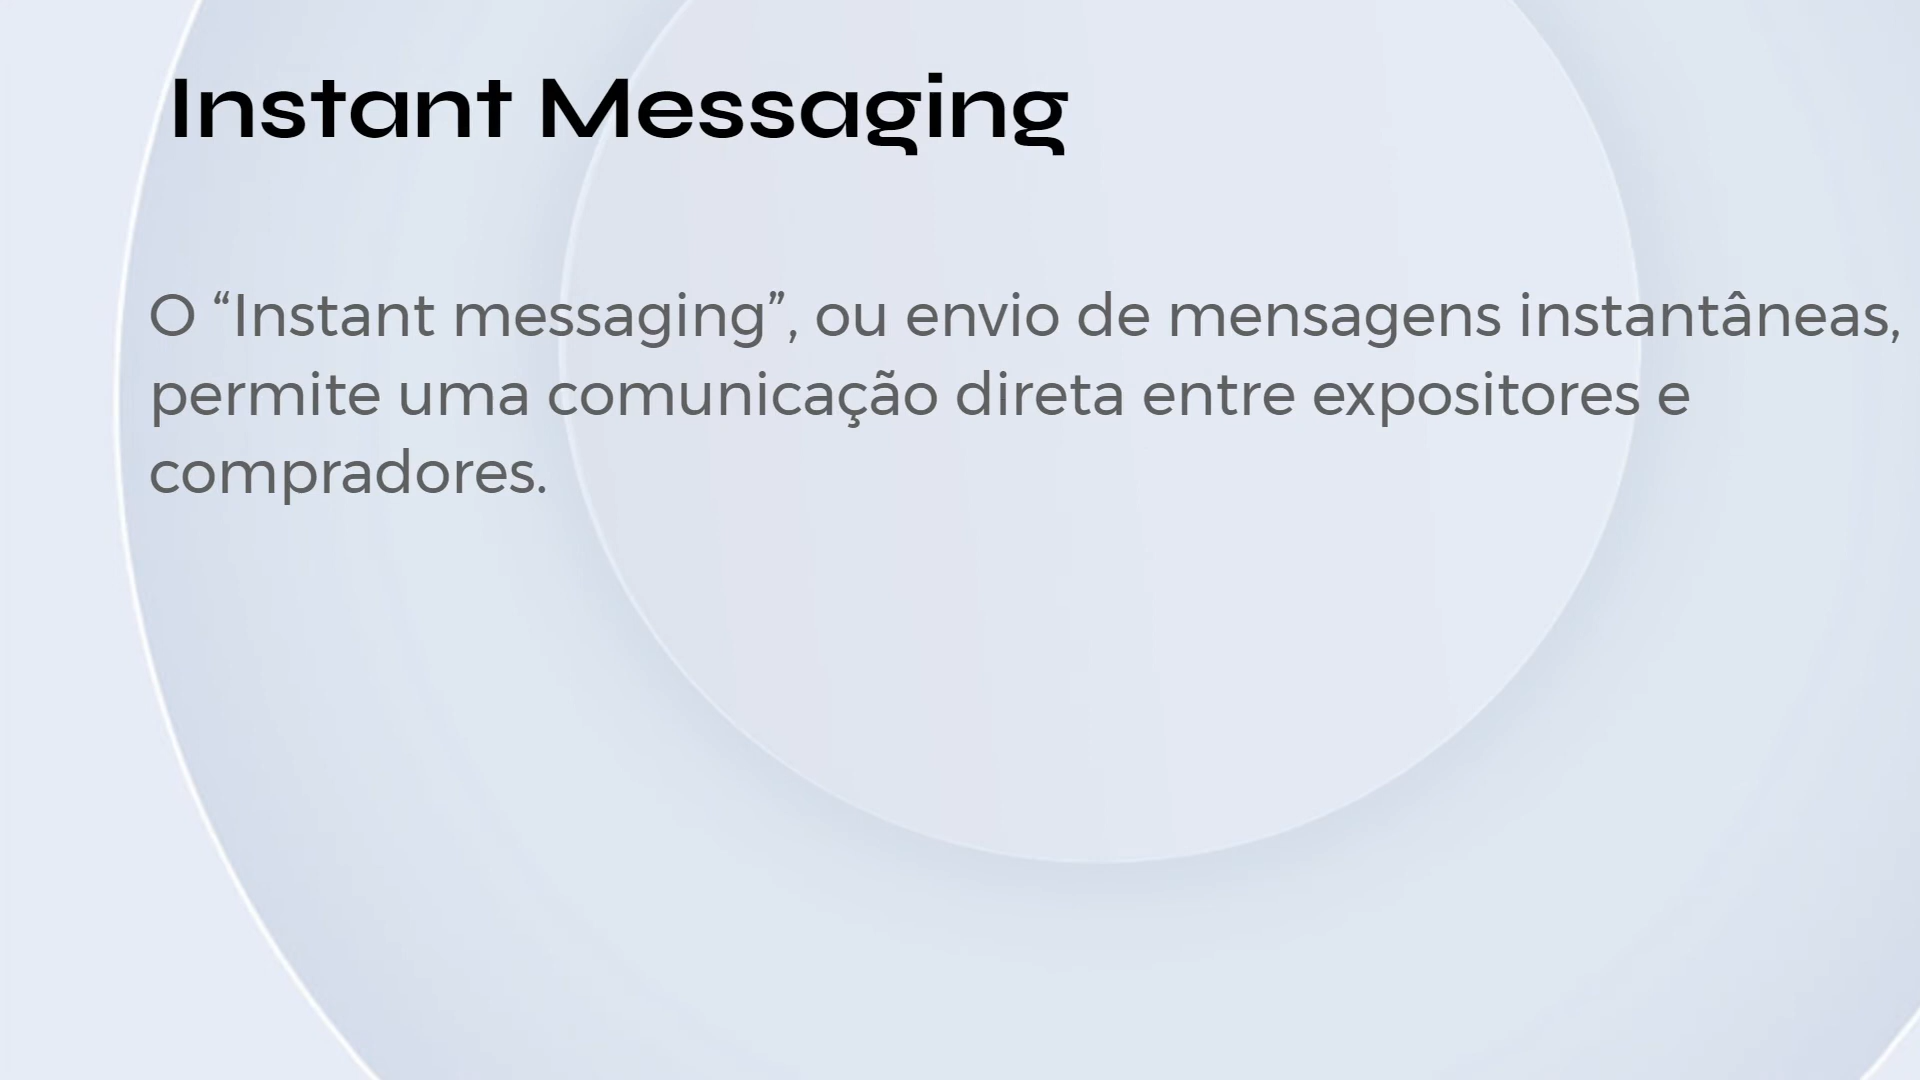 Instant Messaging
O “Instant messaging”, ou envio de mensagens instantâneas,
permite uma comunicação direta entre expositores e
compradores.